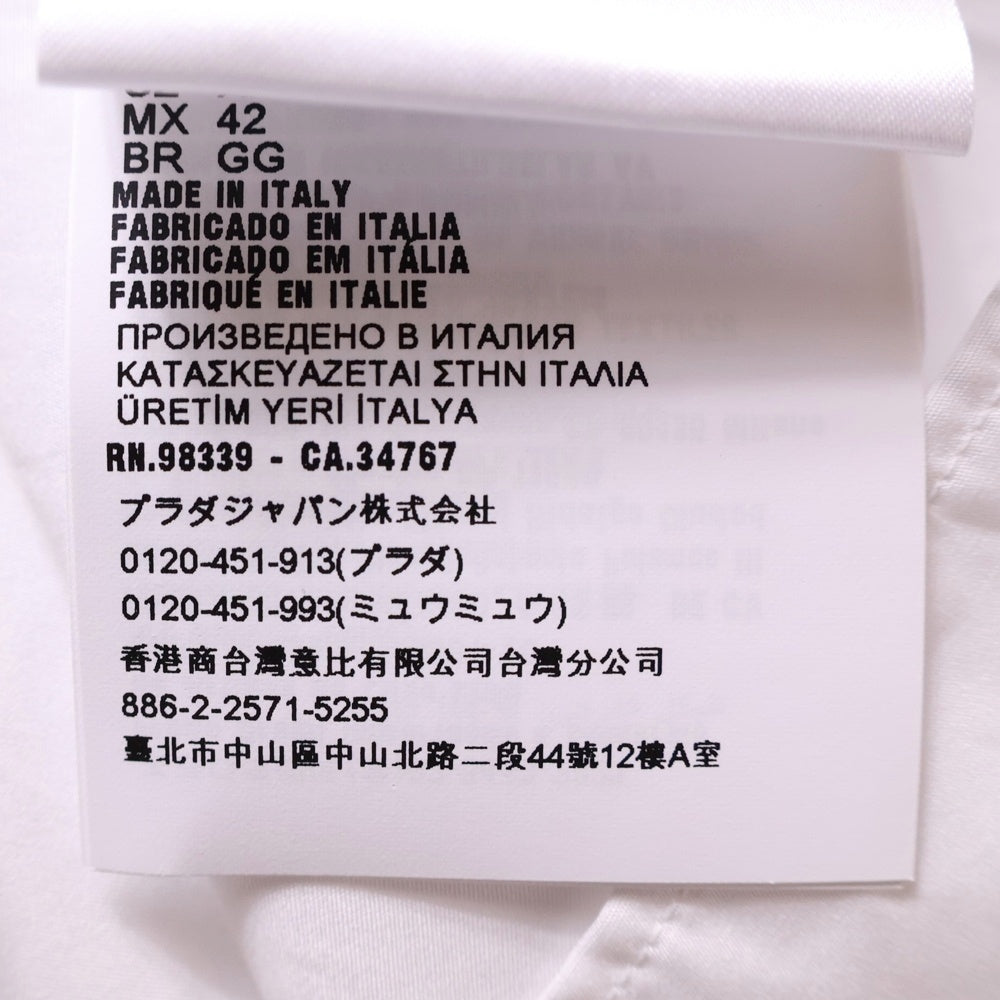 MX 42
BR GG
MADE IN ITALY
FABRICADO EN ITALIA
FABRICADO EM ITÁLIA
FABRIQUÉ EN ITALIE
ПРОИЗВЕДЕНО В ИТАЛИЯ
ΚΑΤΑΣΚΕΥΑΖΕΤΑΙ ΣΤΗΝ ΙΤΑΛΙΑ
ÜRETİM YERİ İTALYA
RN.98339 - CA.34767
プラダジャパン株式会社
0120-451-913(プラダ)
0120-451-993(ミュウミュウ)
香港商台灣意比有限公司台灣分公司
886-2-2571-5255
臺北市中山區中山北路二段44號12樓A室